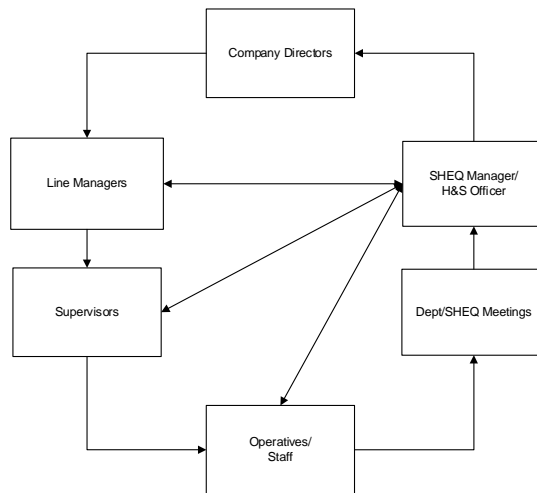 Company Directors
Line Managers
SHEQ Manager/
H&S Officer
Supervisors
Dept/SHEQ Meetings
Operatives/
Staff